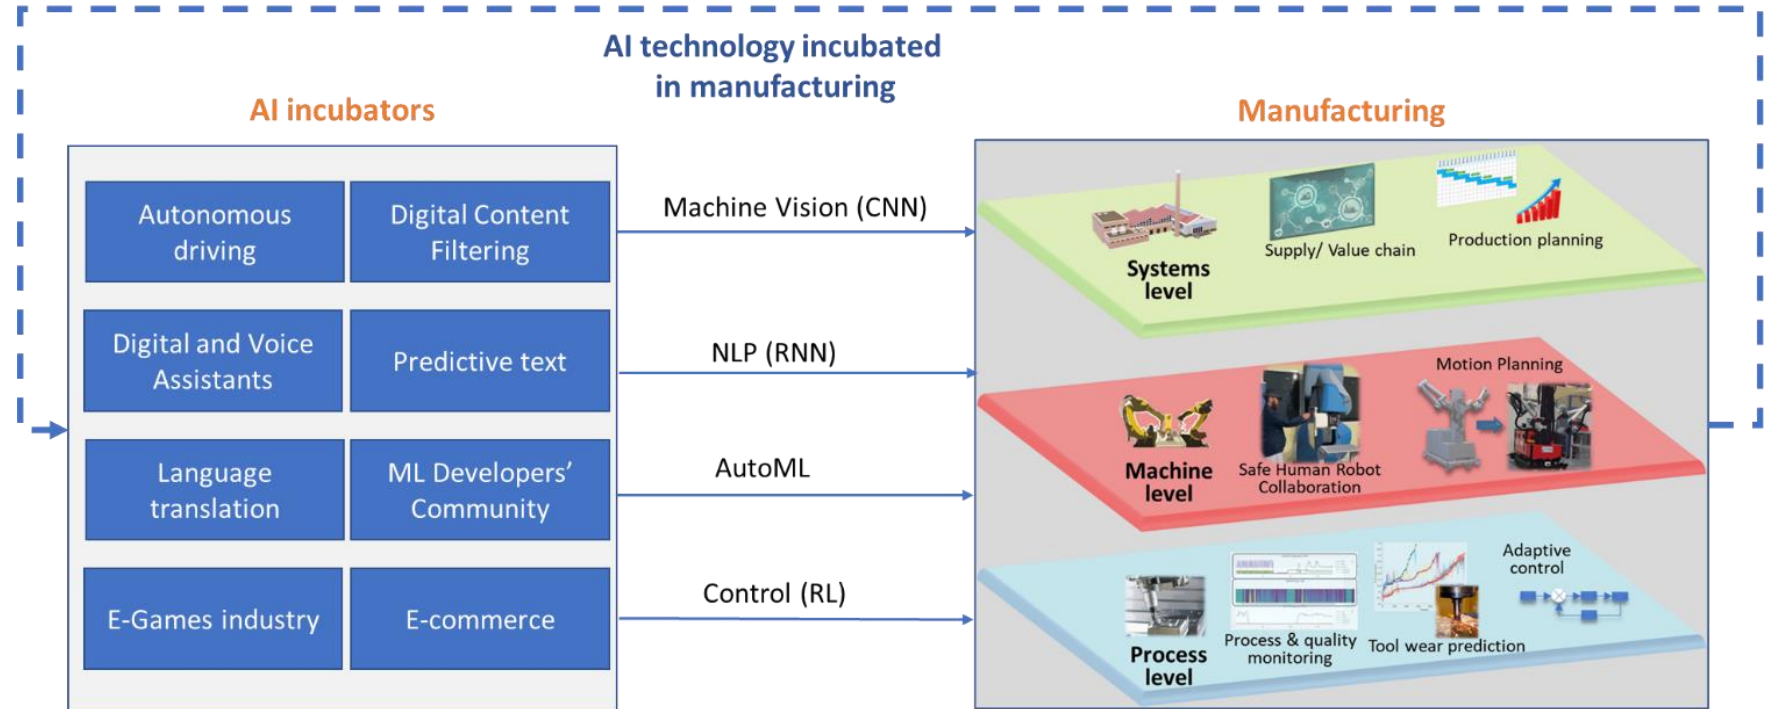 AI technology incubated
in manufacturing
AI incubators
Manufacturing
Autonomous
driving
Digital Content
Filtering
Digital and Voice
Assistants
Predictive text
Language
translation
ML Developers’
Community
E-Games industry
E-commerce
Machine Vision (CNN)
NLP (RNN)
AutoML
Control (RL)
Systems
level
Supply/ Value chain
Production planning
Machine
level
Safe Human Robot
Collaboration
Motion Planning
Process
level
Process & quality
monitoring
Tool wear prediction
Adaptive
control